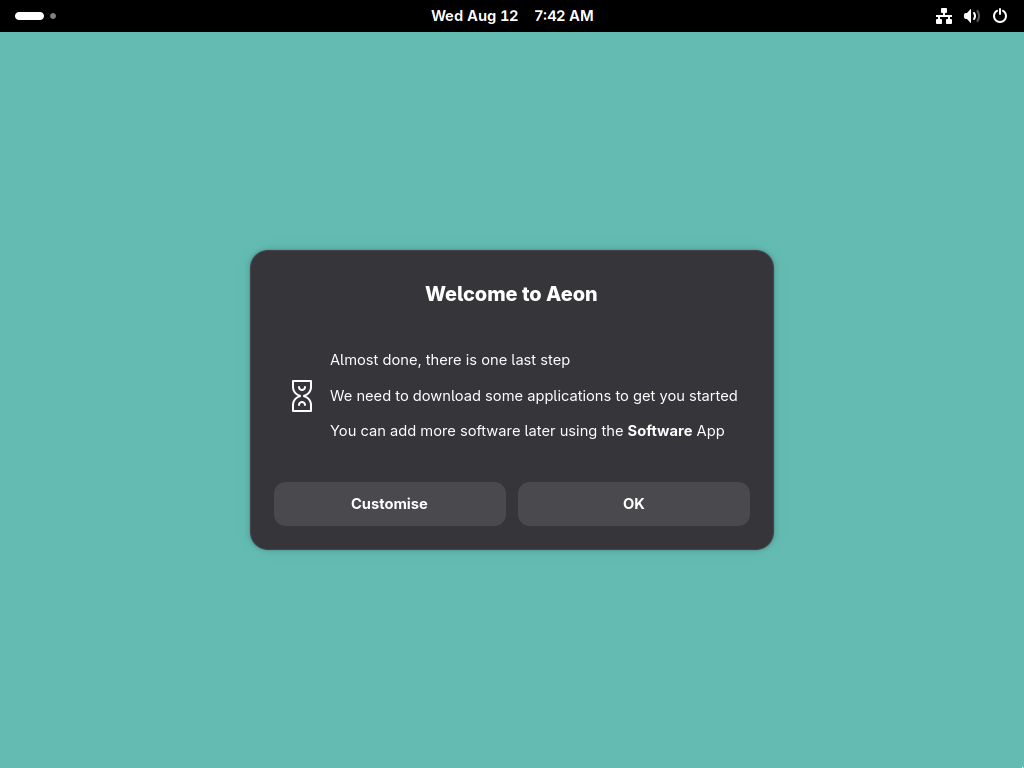 Wed Aug 12 7:42 AM
Welcome to Aeon
Almost done, there is one last step
We need to download some applications to get you started
You can add more software later using the Software App
Customise
OK